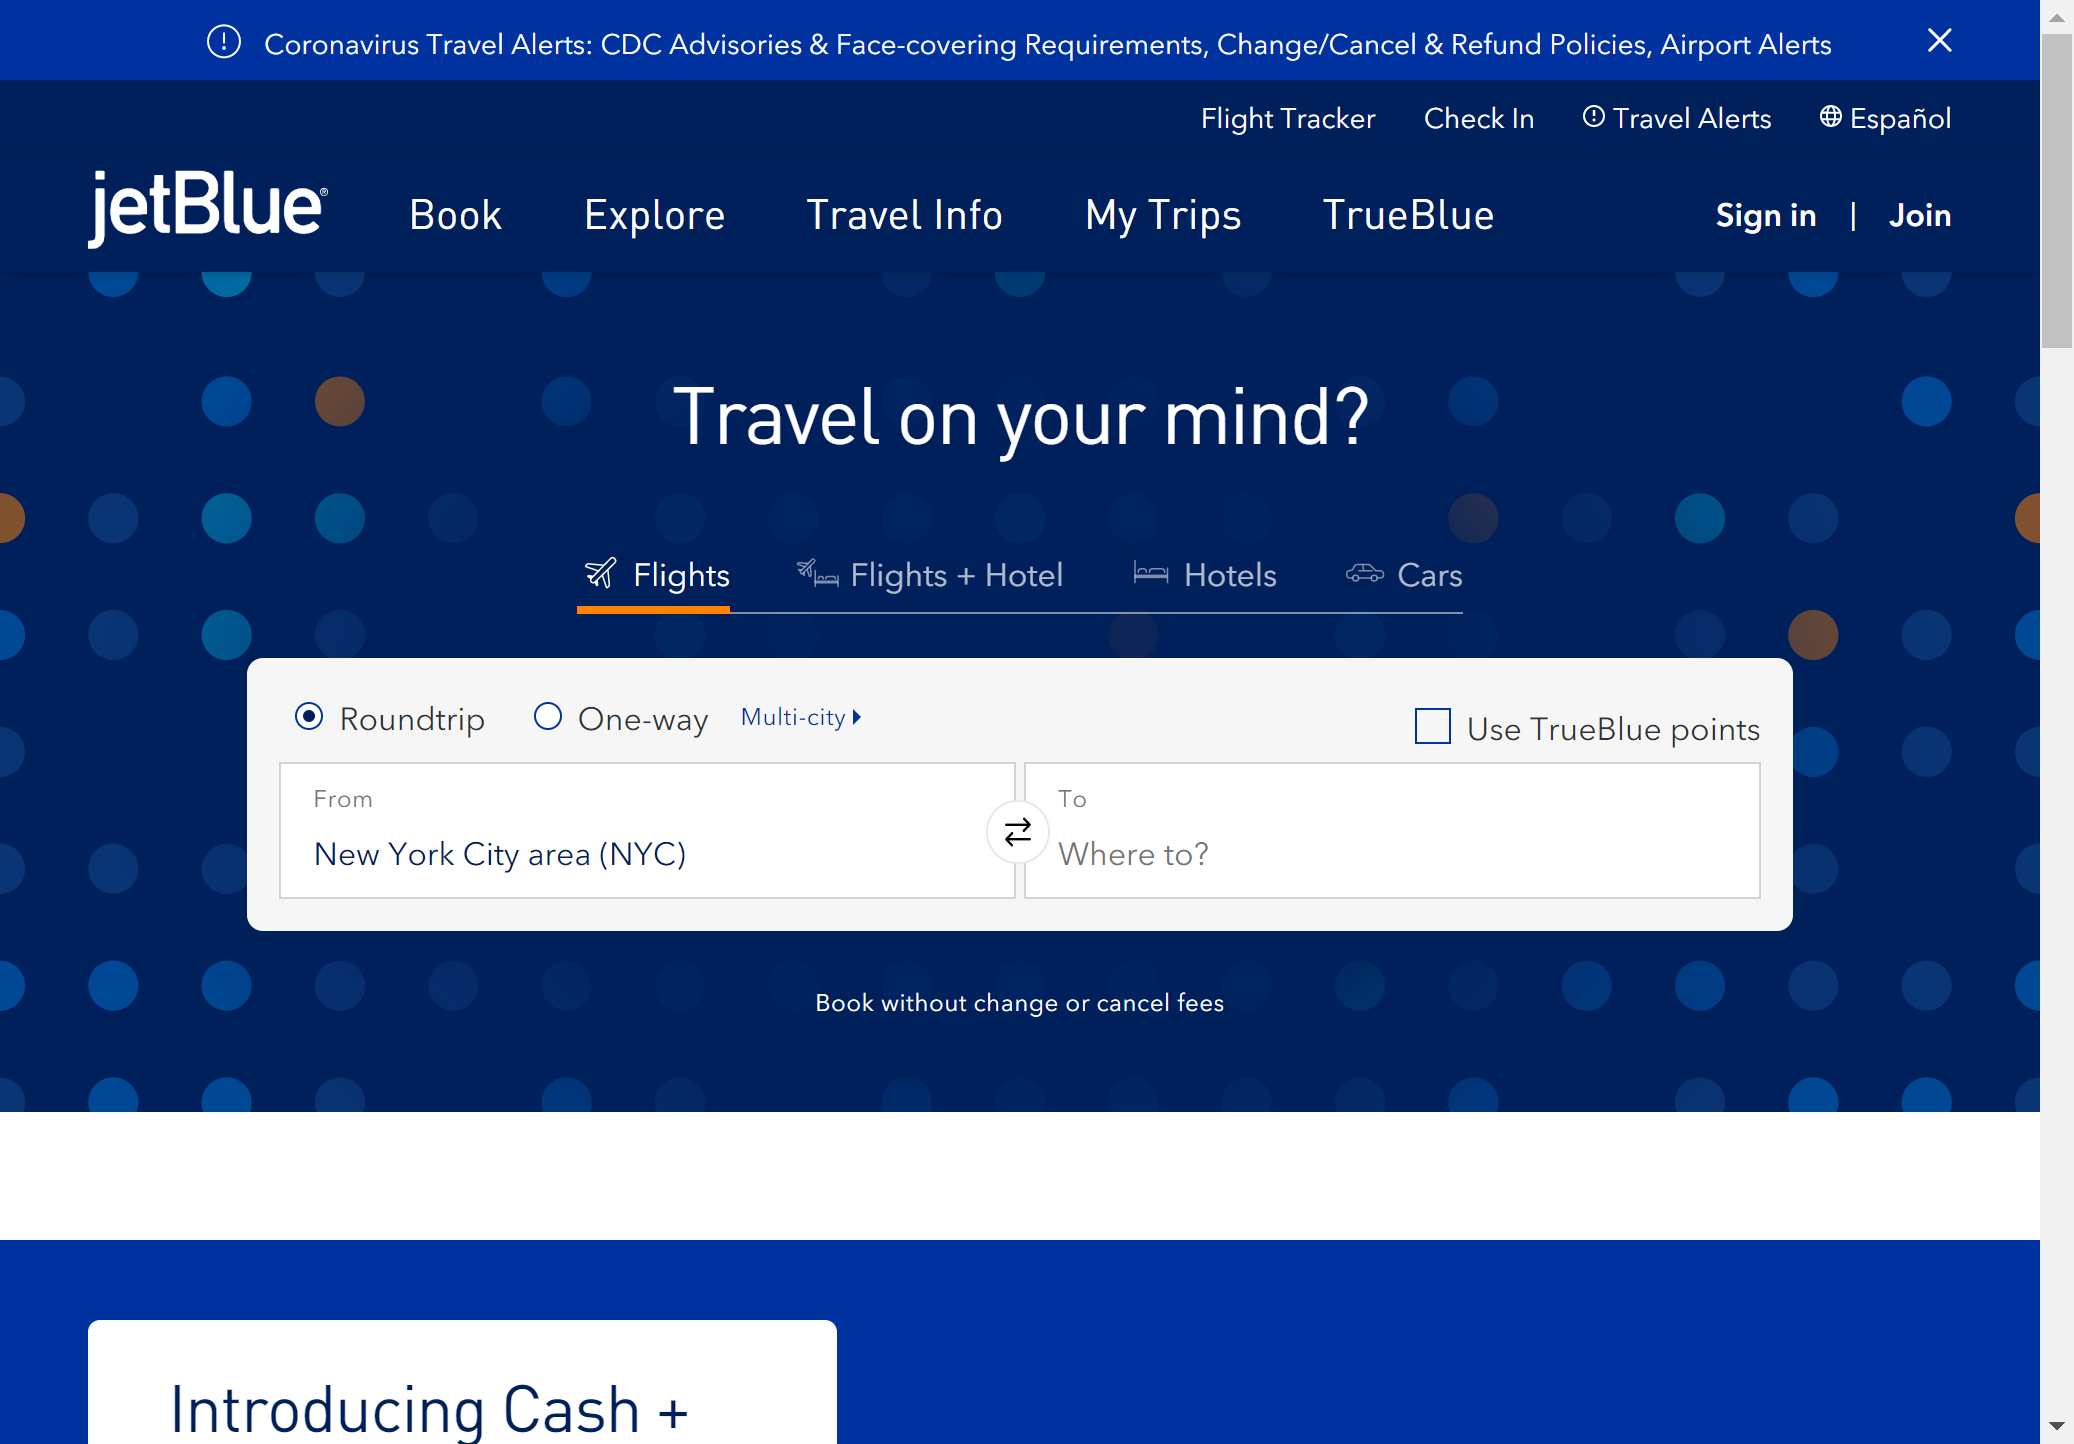 Coronavirus Travel Alerts: CDC Advisories & Face-covering Requirements, Change/Cancel & Refund Policies, Airport Alerts
Flight Tracker Check In Travel Alerts Español
jetBlue® Book Explore Travel Info My Trips TrueBlue Sign in | Join
Travel on your mind?
Flights Flights + Hotel Hotels Cars
Roundtrip One-way Multi-city Use TrueBlue points
From To
New York City area (NYC) Where to?
Book without change or cancel fees
Introducing Cash +